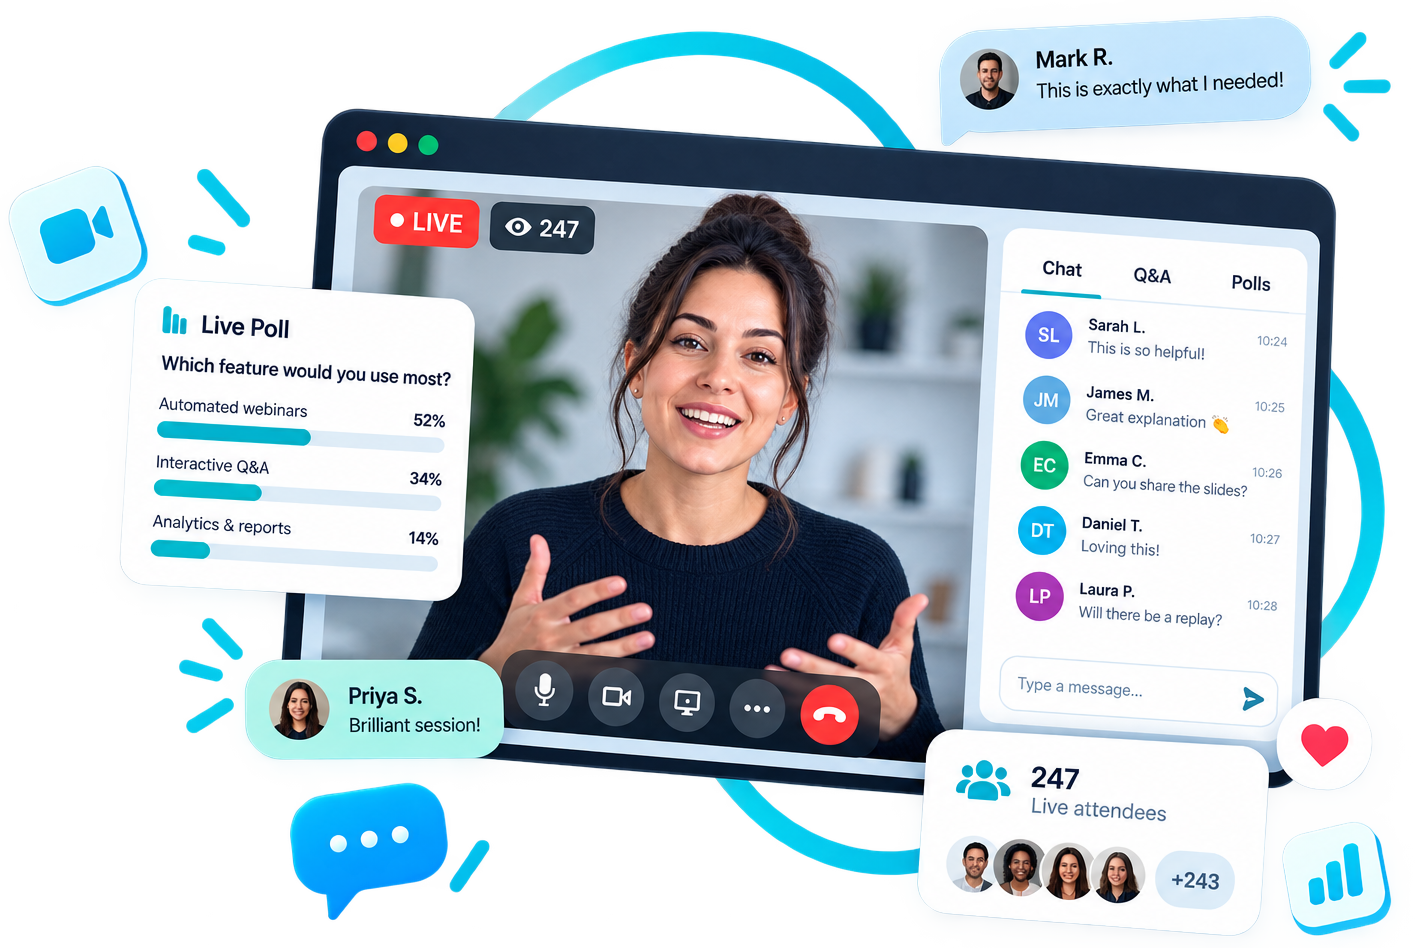 Mark R.
This is exactly what I needed!
LIVE
247
Chat
Q&A
Polls
Sarah L.
10:24
This is so helpful!
SL
James M.
10:25
Great explanation 👏
JM
Emma C.
10:26
Can you share the slides?
EC
Daniel T.
10:27
Loving this!
DT
Laura P.
10:28
Will there be a replay?
LP
Type a message...
Live Poll
Which feature would you use most?
Automated webinars
52%
Interactive Q&A
34%
Analytics & reports
14%
Priya S.
Brilliant session!
247
Live attendees
+243